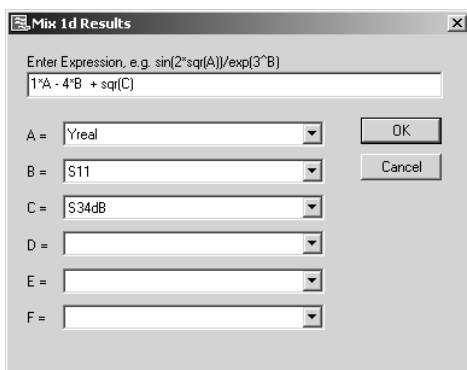 Mix 1d Results
Enter Expression, e.g. sin(2*sqr(A))/exp(3^B)
1*A - 4*B + sqr(C)
A = Yreal
OK
B = S11
Cancel
C = S34dB
D =
E =
F =